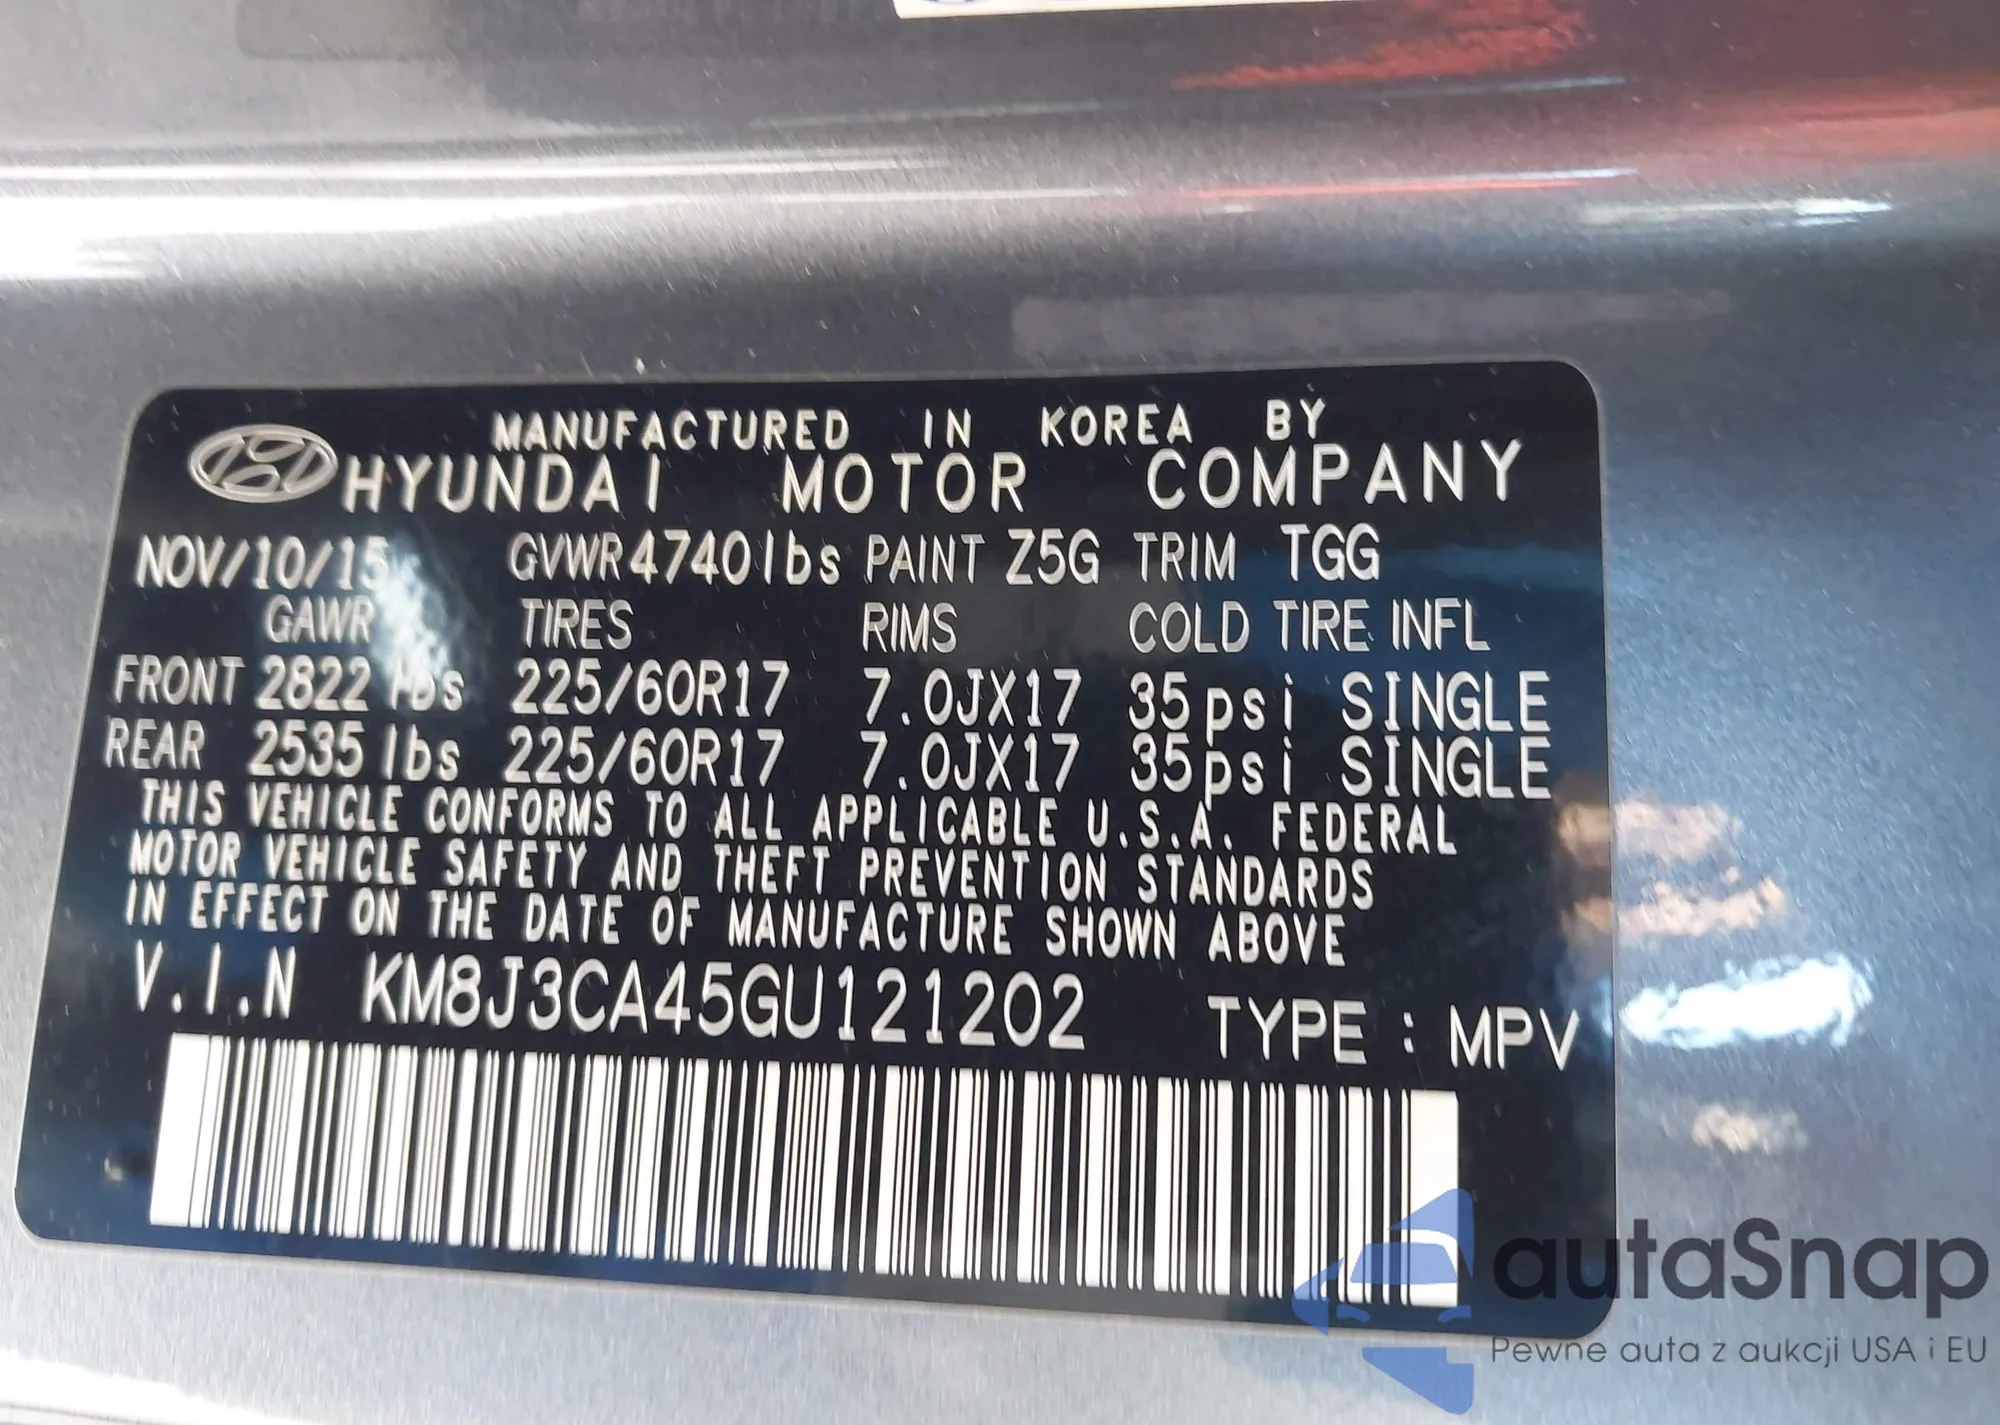 MANUFACTURED IN KOREA BY
HYUNDAI MOTOR COMPANY
NOV/10/15 GVWR 4740lbs PAINT Z5G TRIM TGG
GAWR TIRES RIMS COLD TIRE INFL
FRONT 2822 lbs 225/60R17 7.0JX17 35psi SINGLE
REAR 2535 lbs 225/60R17 7.0JX17 35psi SINGLE
THIS VEHICLE CONFORMS TO ALL APPLICABLE U.S.A. FEDERAL
MOTOR VEHICLE SAFETY AND THEFT PREVENTION STANDARDS
IN EFFECT ON THE DATE OF MANUFACTURE SHOWN ABOVE
V.I.N KM8J3CA45GU121202 TYPE : MPV
autaSnap
Pewne auta z aukcji USA i EU